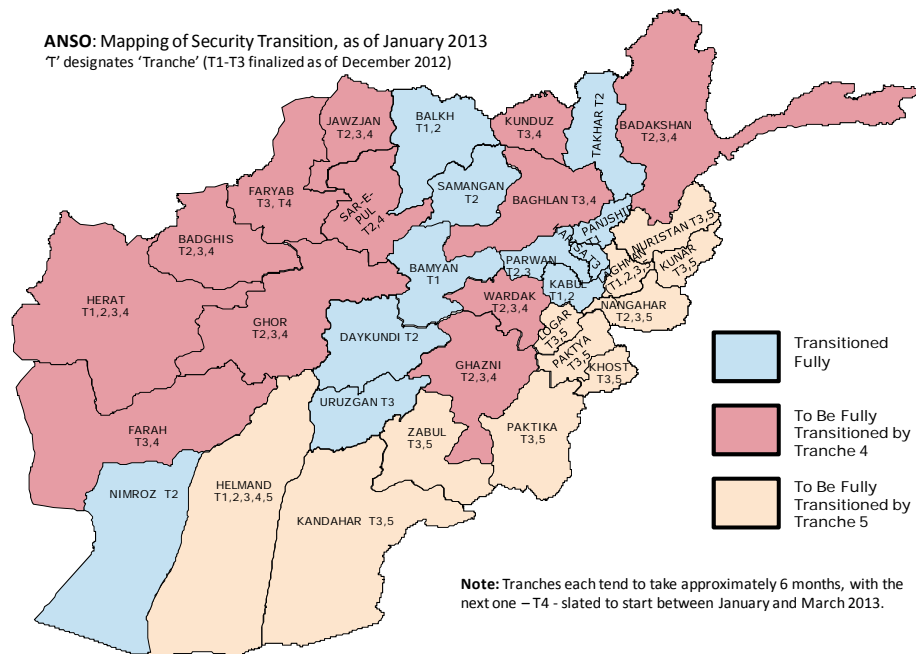 ANSO: Mapping of Security Transition, as of January 2013
'T' designates 'Tranche' (T1-T3 finalized as of December 2012)
JAWZJAN
T2,3,4
BALKH
T1,2
KUNDUZ
T3,4
TAKHAR T2
BADAKSHAN
T2,3,4
FARYAB
T3, T4
SAR-E-
PUL
T2,4
SAMANGAN
T2
BAGHLAN T3,4
BADGHIS
T2,3,4
PANJSHIR
T1
T3
NURISTAN T3,5
KUNAR
T3,5
T1,2,3,5
BAMYAN
T1
PARWAN
T2,3
KABUL
T1,2
HERAT
T1,2,3,4
GHOR
T2,3,4
WARDAK
T2,3,4
NANGAHAR
T2,3,5
LOGAR
T3,5
DAYKUNDI T2
PAKTYA
T3,5
KHOST
T3,5
GHAZNI
T2,3,4
URUZGAN T3
FARAH
T3,4
ZABUL
T3,5
PAKTIKA
T3,5
NIMROZ T2
HELMAND
T1,2,3,4,5
KANDAHAR T3,5
Transitioned
Fully
To Be Fully
Transitioned by
Tranche 4
To Be Fully
Transitioned by
Tranche 5
Note: Tranches each tend to take approximately 6 months, with the
next one – T4 - slated to start between January and March 2013.